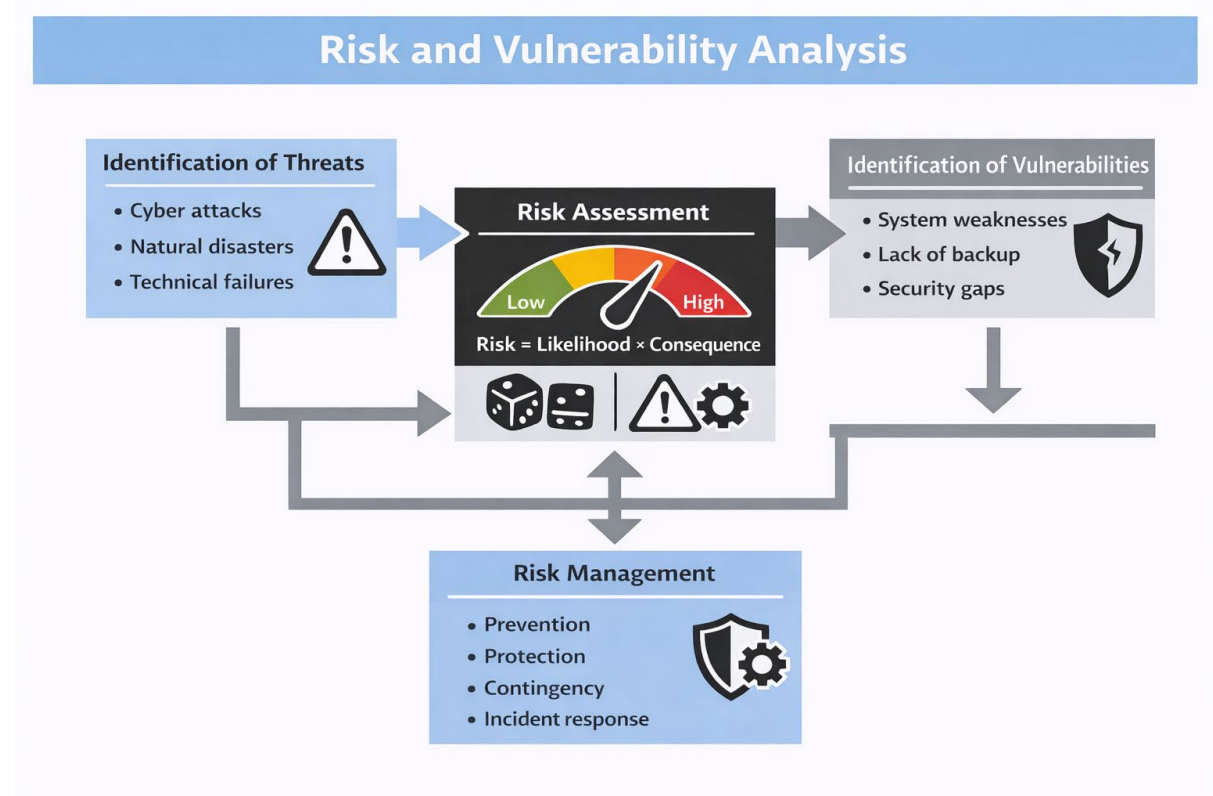 Risk and Vulnerability Analysis
Identification of Threats
• Cyber attacks
• Natural disasters
• Technical failures
Risk Assessment
Low
High
Risk = Likelihood × Consequence
Identification of Vulnerabilities
• System weaknesses
• Lack of backup
• Security gaps
Risk Management
• Prevention
• Protection
• Contingency
• Incident response